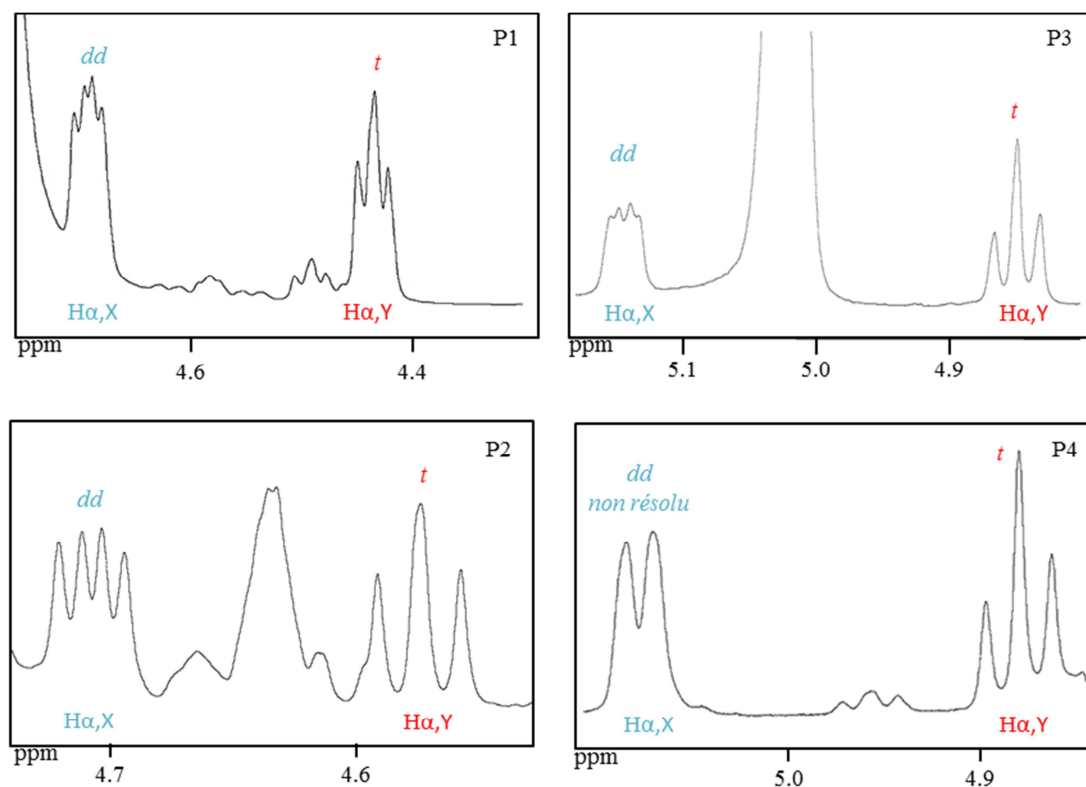 P1
dd
t
Hα,X
Hα,Y
ppm
4.6
4.4
P3
dd
t
Hα,X
Hα,Y
ppm
5.1
5.0
4.9
P2
dd
t
Hα,X
Hα,Y
ppm
4.7
4.6
P4
dd
non résolu
t
Hα,X
Hα,Y
ppm
5.0
4.9